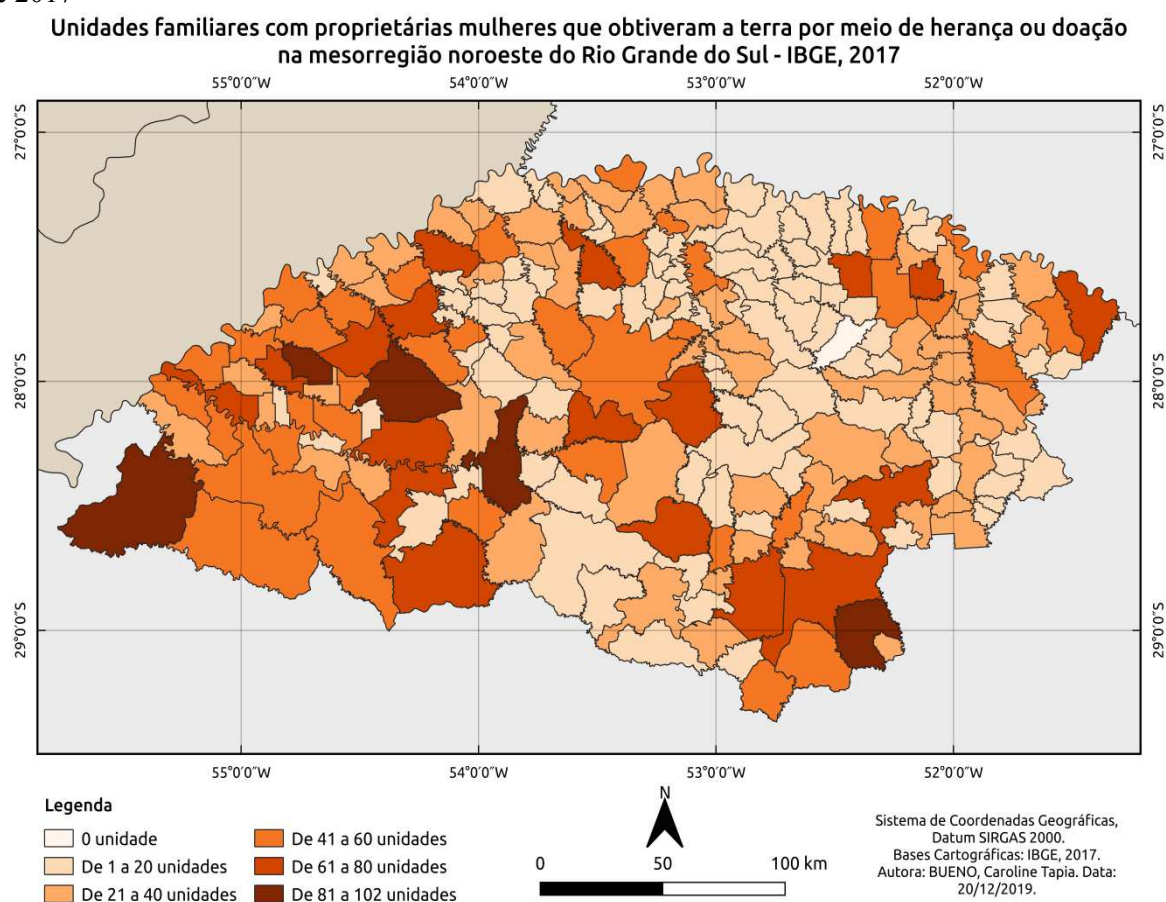 2017
Unidades familiares com proprietárias mulheres que obtiveram a terra por meio de herança ou doação
na mesorregião noroeste do Rio Grande do Sul - IBGE, 2017
55°0′0″W 54°0′0″W 53°0′0″W 52°0′0″W
27°0′0″S 27°0′0″S
28°0′0″S 28°0′0″S
29°0′0″S 29°0′0″S
55°0′0″W 54°0′0″W 53°0′0″W 52°0′0″W
Legenda
0 unidade
De 1 a 20 unidades
De 21 a 40 unidades
De 41 a 60 unidades
De 61 a 80 unidades
De 81 a 102 unidades
N
0 50 100 km
Sistema de Coordenadas Geográficas,
Datum SIRGAS 2000.
Bases Cartográficas: IBGE, 2017.
Autora: BUENO, Caroline Tapia. Data:
20/12/2019.